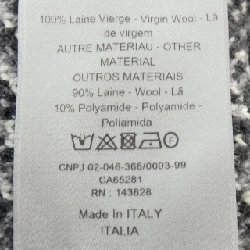 100% Laine Vierge - Virgin Wool - Lã
de virgem
AUTRE MATERIAU - OTHER
MATERIAL
OUTROS MATERIAIS
90% Laine - Wool - Lã
10% Polyamide - Polyamide -
Poliamida
CNPJ 02-045-366/0003-99
CA65281
RN : 143628
Made In ITALY
ITALIA